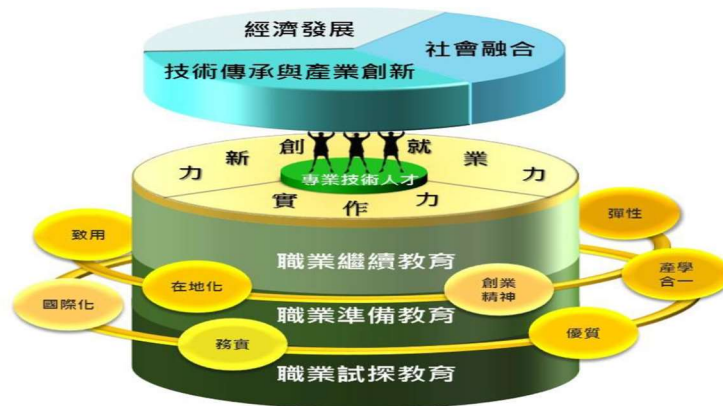 經濟發展
社會融合
技術傳承與產業創新
創新力
就業力
專業技術人才
實作力
彈性
致用
職業繼續教育
產學
合一
在地化
創業
精神
國際化
職業準備教育
優質
務實
職業試探教育